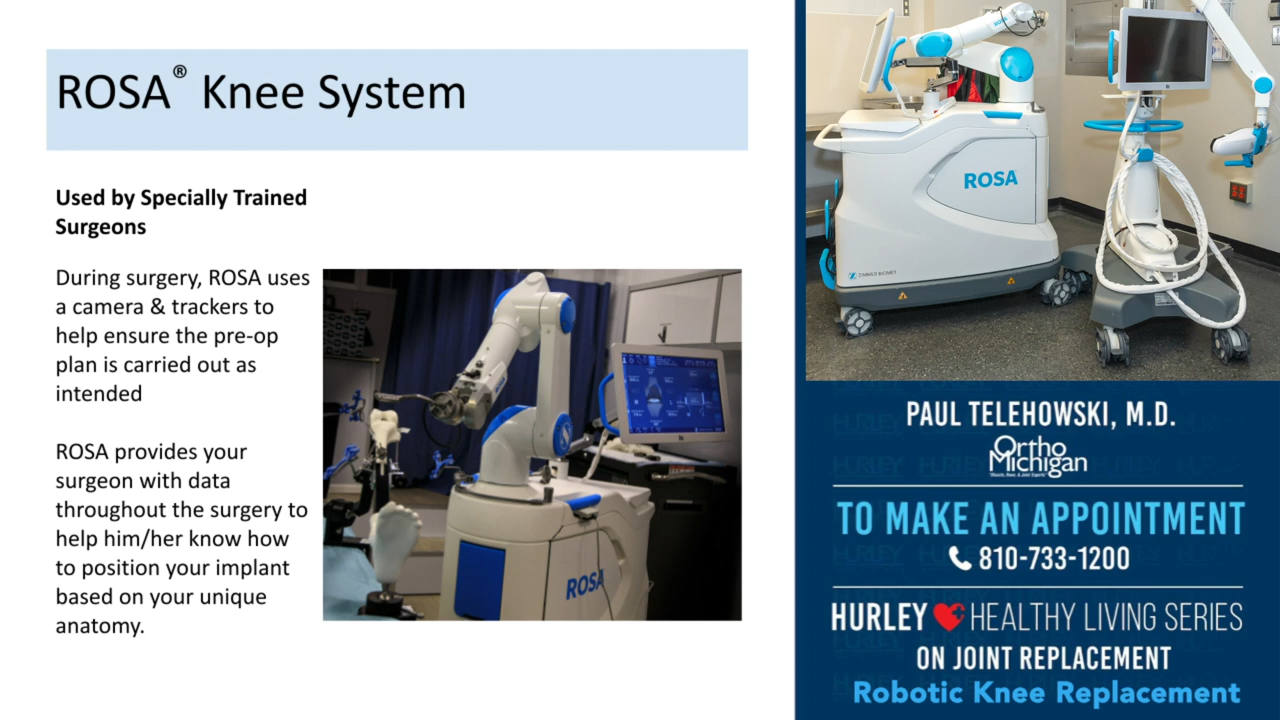 ROSA® Knee System
Used by Specially Trained
Surgeons
During surgery, ROSA uses
a camera & trackers to
help ensure the pre-op
plan is carried out as
intended
ROSA provides your
surgeon with data
throughout the surgery to
help him/her know how
to position your implant
based on your unique
anatomy.
ROSA
ROSA
ROSA
ZIMMER BIOMET
PAUL TELEHOWSKI, M.D.
Ortho
Michigan
TO MAKE AN APPOINTMENT
810-733-1200
HURLEY HEALTHY LIVING SERIES
ON JOINT REPLACEMENT
Robotic Knee Replacement